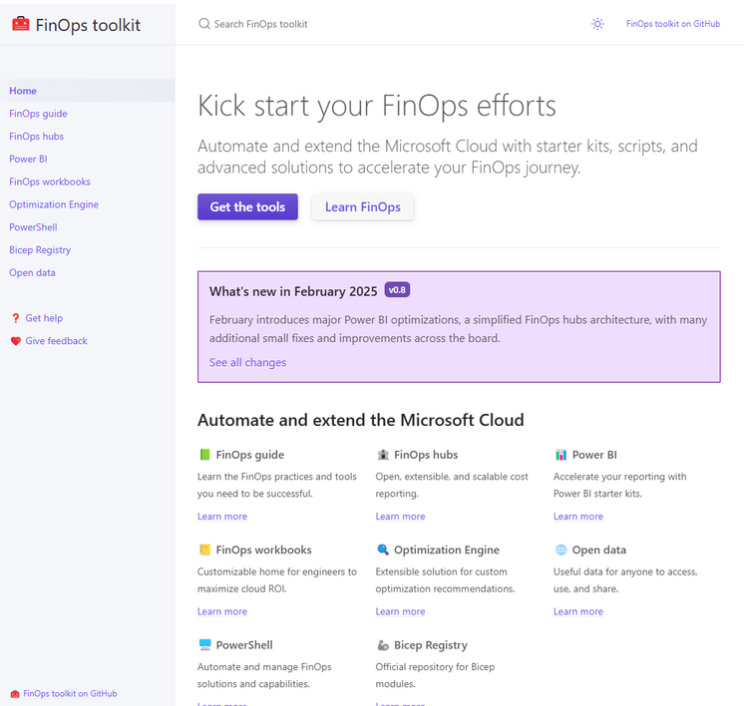 FinOps toolkit
Search FinOps toolkit
FinOps toolkit on GitHub
Home
FinOps guide
FinOps hubs
Power BI
FinOps workbooks
Optimization Engine
PowerShell
Bicep Registry
Open data
Get help
Give feedback
FinOps toolkit on GitHub
Kick start your FinOps efforts
Automate and extend the Microsoft Cloud with starter kits, scripts, and
advanced solutions to accelerate your FinOps journey.
Get the tools
Learn FinOps
What's new in February 2025 v0.8
February introduces major Power BI optimizations, a simplified FinOps hubs architecture, with many
additional small fixes and improvements across the board.
See all changes
Automate and extend the Microsoft Cloud
FinOps guide
Learn the FinOps practices and tools
you need to be successful.
Learn more
FinOps hubs
Open, extensible, and scalable cost
reporting.
Learn more
Power BI
Accelerate your reporting with
Power BI starter kits.
Learn more
FinOps workbooks
Customizable home for engineers to
maximize cloud ROI.
Learn more
Optimization Engine
Extensible solution for custom
optimization recommendations.
Learn more
Open data
Useful data for anyone to access,
use, and share.
Learn more
PowerShell
Automate and manage FinOps
solutions and capabilities.
Learn more
Bicep Registry
Official repository for Bicep
modules.
Learn more